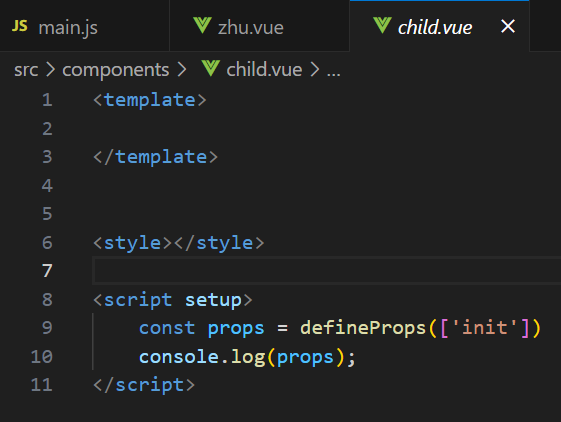 JS main.js zhu.vue child.vue ×
src > components > child.vue > ...
1 <template>
2
3 </template>
4
5
6 <style></style>
7
8 <script setup>
9 const props = defineProps(['init'])
10 console.log(props);
11 </script>